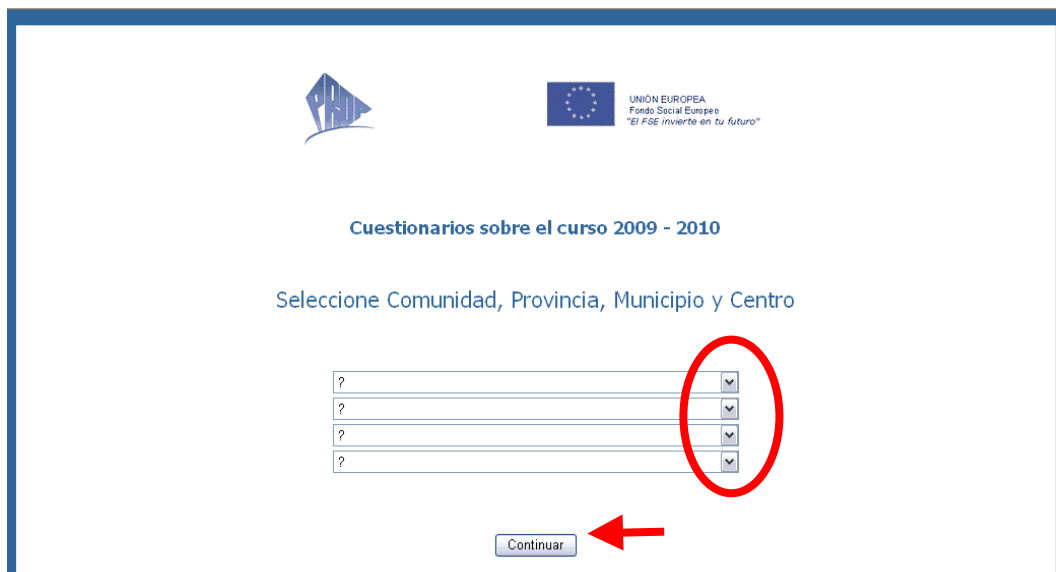 PROP
UNIÓN EUROPEA
Fondo Social Europeo
"El FSE invierte en tu futuro"
Cuestionarios sobre el curso 2009 - 2010
Seleccione Comunidad, Provincia, Municipio y Centro
?
?
?
?
Continuar